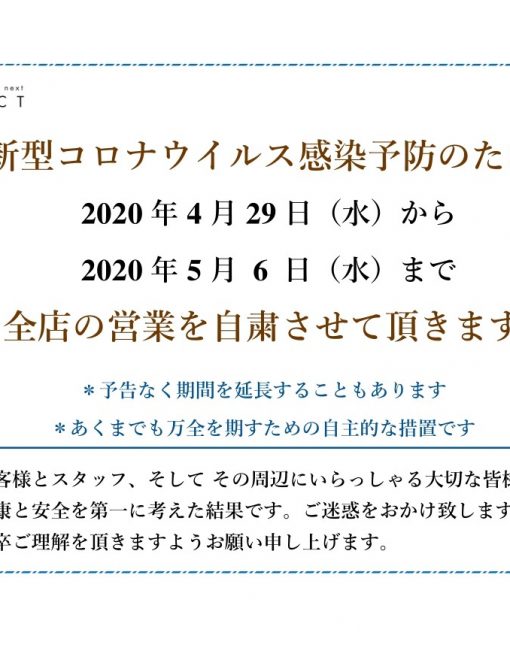 next
CT
新型コロナウイルス感染予防のた
2020 年 4 月 29 日（水）から
2020 年 5 月 6 日（水）まで
全店の営業を自粛させて頂きます
＊予告なく期間を延長することもあります
＊あくまでも万全を期すための自主的な措置です
客様とスタッフ、そして その周辺にいらっしゃる大切な皆様
康と安全を第一に考えた結果です。ご迷惑をおかけ致します
卒ご理解を頂きますようお願い申し上げます。